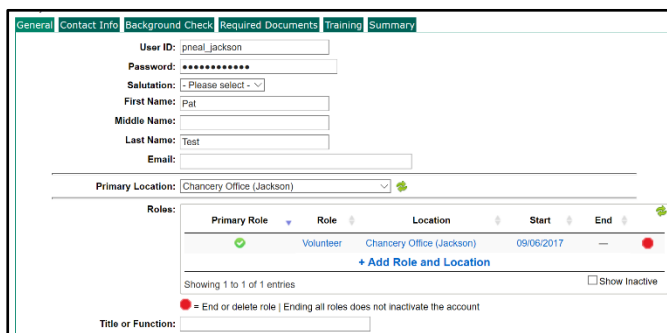 General Contact Info Background Check Required Documents Training Summary
User ID: pneal_jackson
Password: ••••••••••••
Salutation: - Please select -
First Name: Pat
Middle Name:
Last Name: Test
Email:
Primary Location: Chancery Office (Jackson)
Roles:
Primary Role Role Location Start End
Volunteer Chancery Office (Jackson) 09/06/2017 —
+ Add Role and Location
Showing 1 to 1 of 1 entries Show Inactive
= End or delete role | Ending all roles does not inactivate the account
Title or Function: